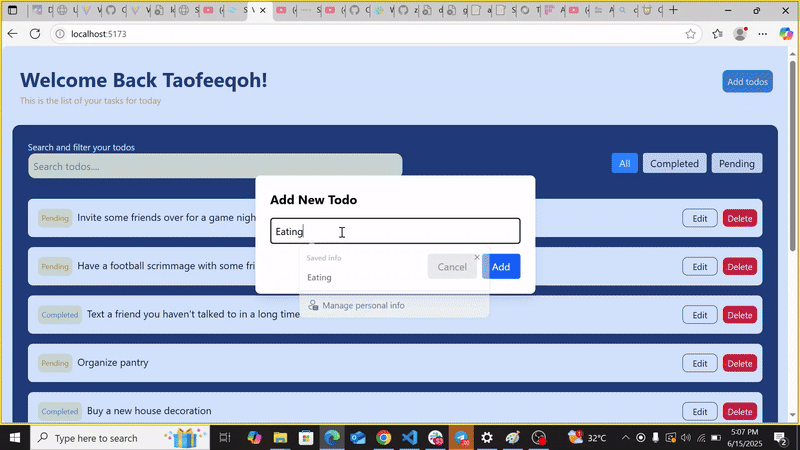 localhost:5173
Welcome Back Taofeeqoh!
Add todos
This is the list of your tasks for today
Search and filter your todos
Search todos....
All
Completed
Pending
Add New Todo
Eating
Saved info
Eating
Manage personal info
Cancel
Add
Pending
Invite some friends over for a game nigh
Edit
Delete
Pending
Have a football scrimmage with some fri
Edit
Delete
Completed
Text a friend you haven't talked to in a long time
Edit
Delete
Pending
Organize pantry
Edit
Delete
Completed
Buy a new house decoration
Edit
Delete
Type here to search
32°C
5:07 PM
6/15/2025